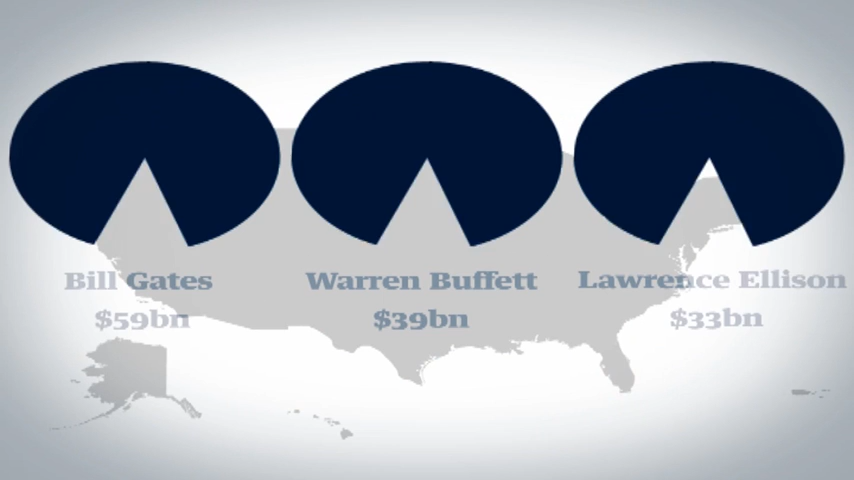 Bill Gates
$59bn
Warren Buffett
$39bn
Lawrence Ellison
$33bn